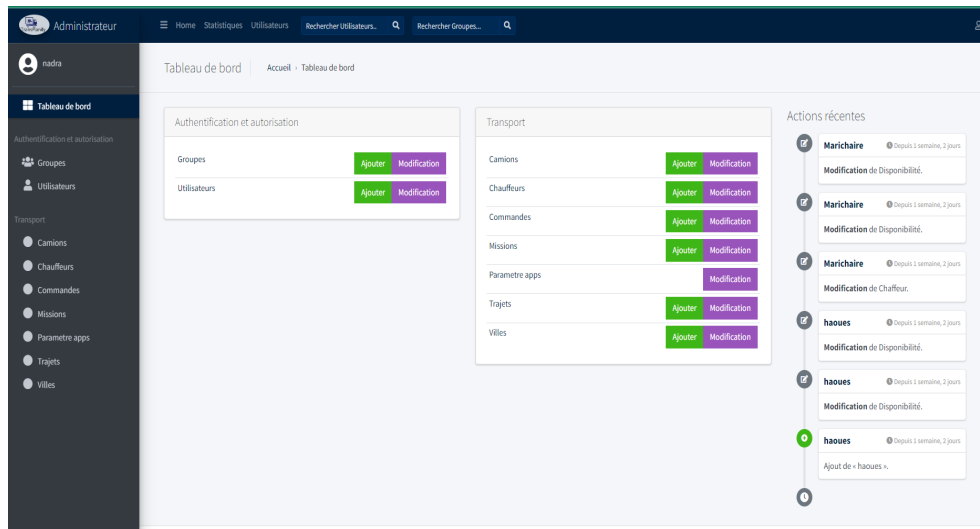 Administrateur
Home Statistiques Utilisateurs Rechercher Utilisateurs.. Rechercher Groupes...
nadra
Tableau de bord
Authentification et autorisation
Groupes
Utilisateurs
Transport
Camions
Chauffeurs
Commandes
Missions
Parametre apps
Trajets
Villes
Tableau de bord Accueil › Tableau de bord
Authentification et autorisation
Groupes Ajouter Modification
Utilisateurs Ajouter Modification
Transport
Camions Ajouter Modification
Chauffeurs Ajouter Modification
Commandes Ajouter Modification
Missions Ajouter Modification
Parametre apps Modification
Trajets Ajouter Modification
Villes Ajouter Modification
Actions récentes
Marichaire Depuis 1 semaine, 2 jours
Modification de Disponibilité.
Marichaire Depuis 1 semaine, 2 jours
Modification de Disponibilité.
Marichaire Depuis 1 semaine, 2 jours
Modification de Chaffeur.
haoues Depuis 1 semaine, 2 jours
Modification de Disponibilité.
haoues Depuis 1 semaine, 2 jours
Modification de Disponibilité.
haoues Depuis 1 semaine, 2 jours
Ajout de « haoues ».